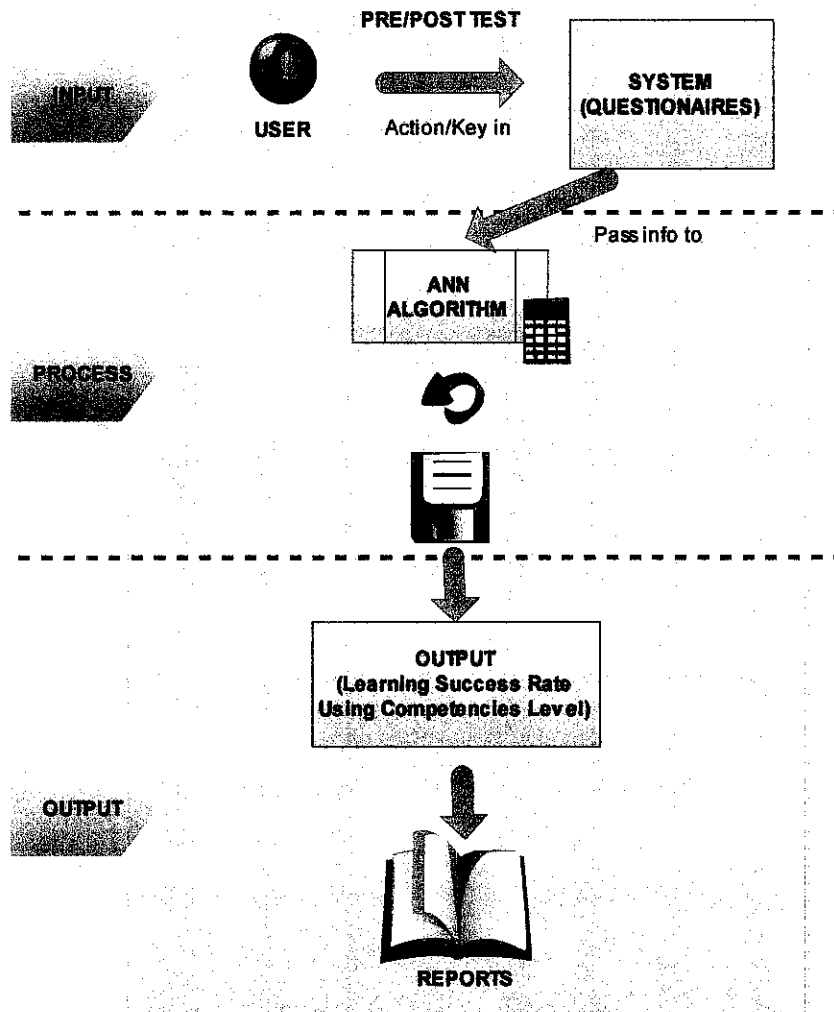 PRE/POST TEST
INPUT
USER
Action/Key in
SYSTEM
(QUESTIONAIRES)
Pass info to
ANN
ALGORITHM
PROCESS
OUTPUT
(Learning Success Rate
Using Competencies Level)
OUTPUT
REPORTS